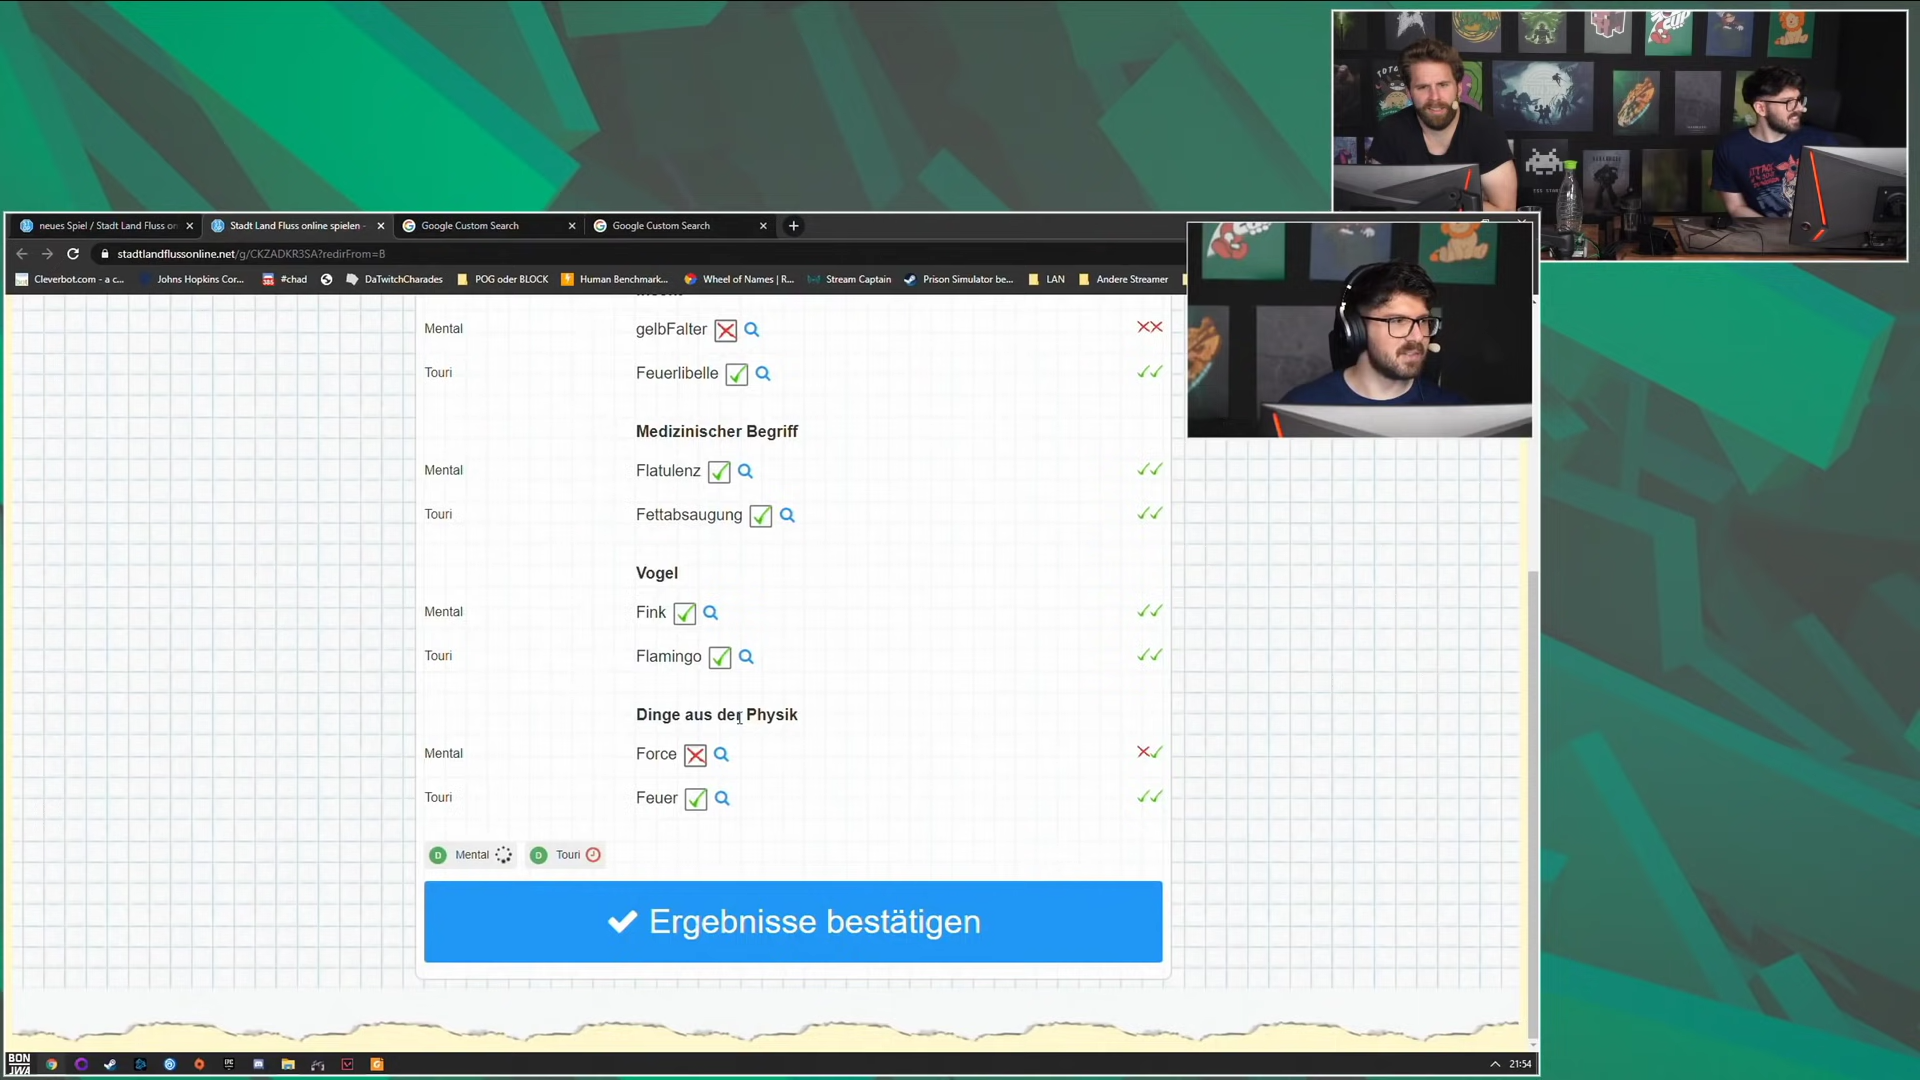 neues Spiel / Stadt Land Fluss on
Stadt Land Fluss online spielen -
Google Custom Search
Google Custom Search
stadtlandflussonline.net/g/CKZADKR3SA?redirFrom=8
Cleverbot.com - a c...
Johns Hopkins Cor...
#chad
DaTwitchCharades
POG oder BLOCK
Human Benchmark...
Wheel of Names | R...
Stream Captain
Prison Simulator be...
LAN
Andere Streamer
Mental
gelbFalter
Touri
Feuerlibelle
Medizinischer Begriff
Mental
Flatulenz
Touri
Fettabsaugung
Vogel
Mental
Fink
Touri
Flamingo
Dinge aus der Physik
Mental
Force
Touri
Feuer
D Mental
D Touri
Ergebnisse bestätigen
BON
JWA
21:54